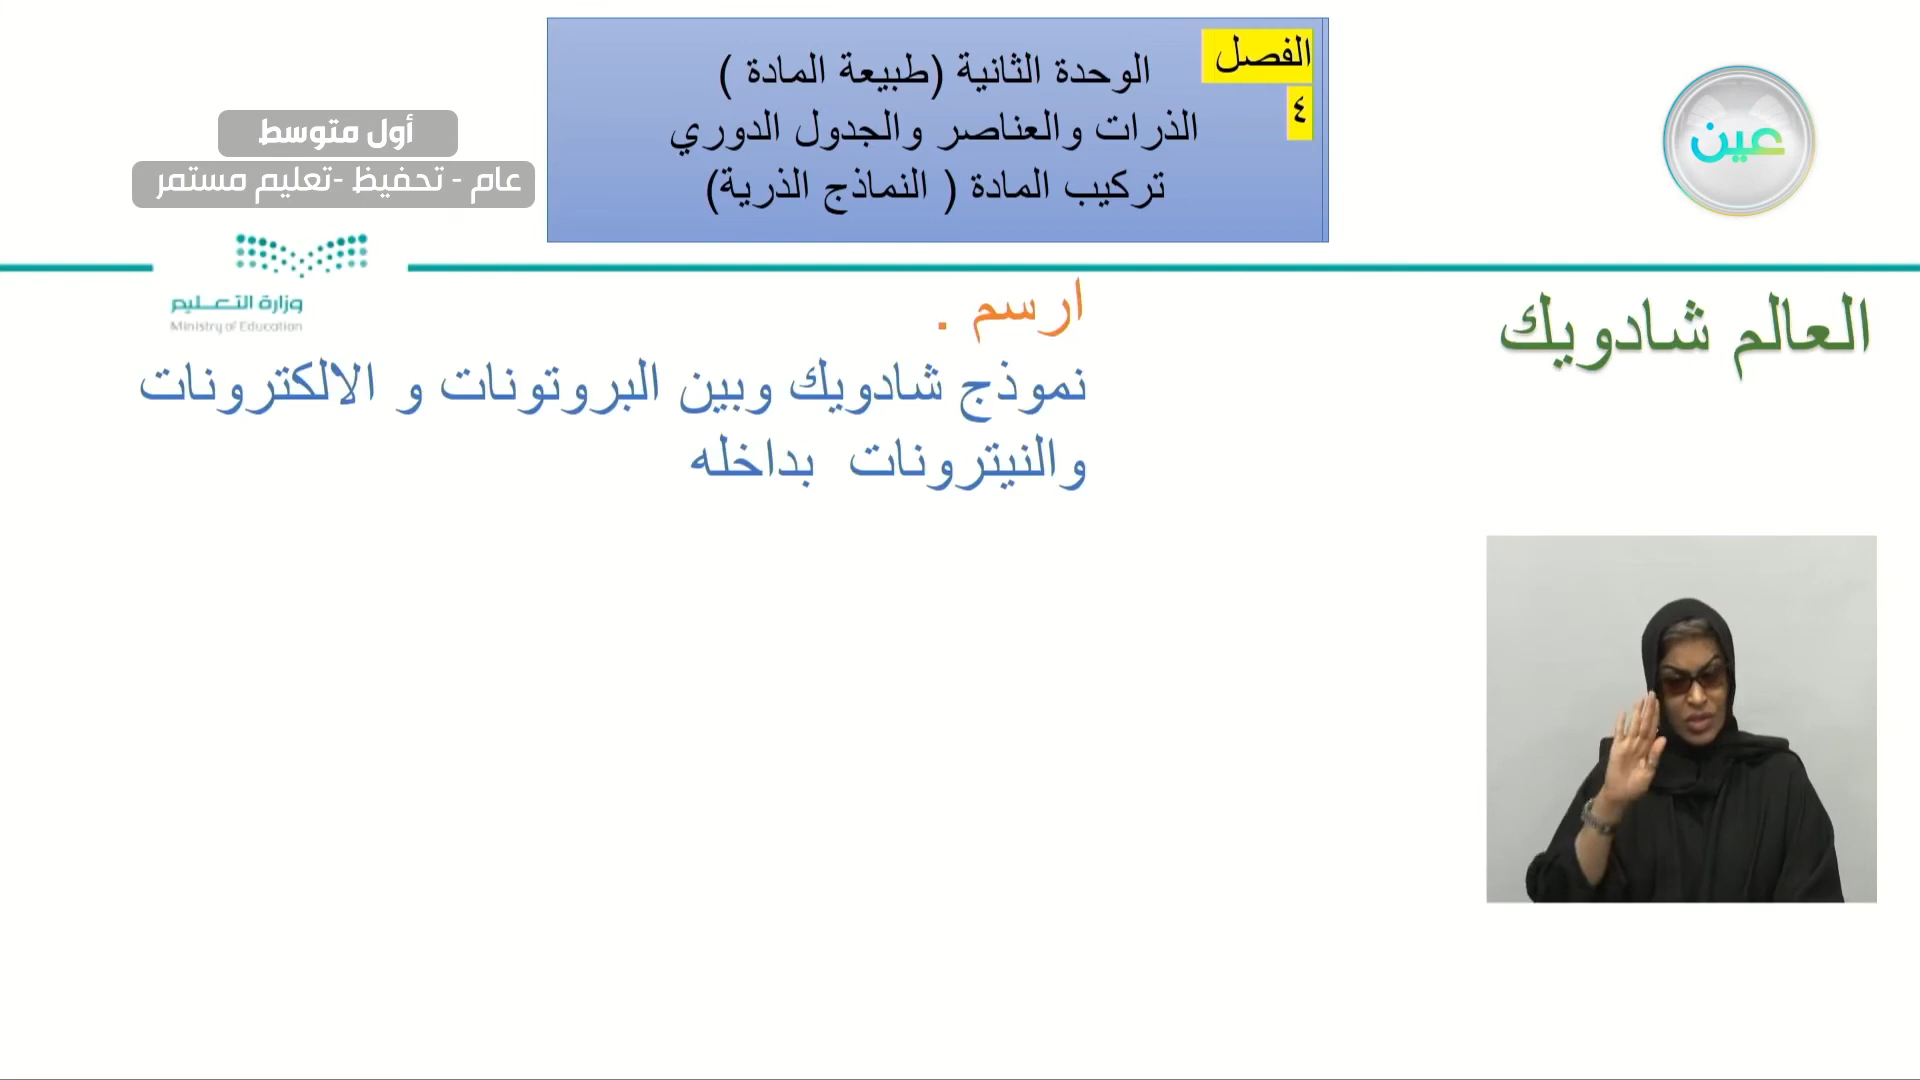 الفصل
٤
الوحدة الثانية (طبيعة المادة )
الذرات والعناصر والجدول الدوري
تركيب المادة ( النماذج الذرية)
عين
أول متوسط
عام - تحفيظ -تعليم مستمر
وزارة التعليم
Ministry of Education
العالم شادويك
ارسم .
نموذج شادويك وبين البروتونات و الالكترونات
والنيترونات بداخله